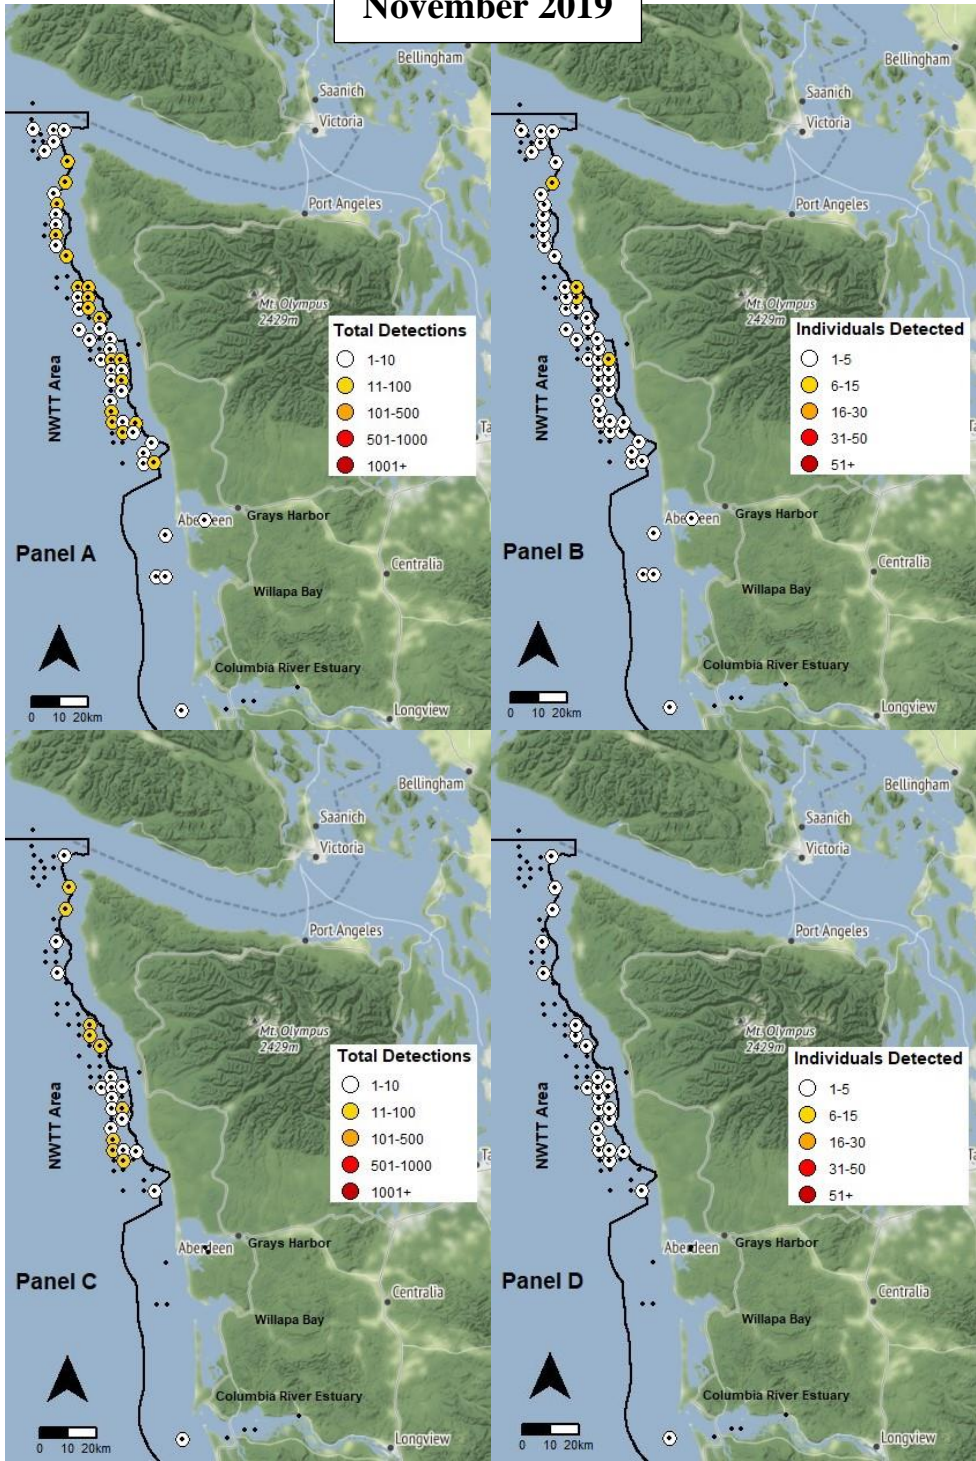 November 2019
Bellingham
Saanich
Victoria
Port Angeles
Mt. Olympus
2429m
Total Detections
1-10
11-100
101-500
501-1000
1001+
NWTT Area
Aberdeen
Grays Harbor
Panel A
Centralia
Willapa Bay
Columbia River Estuary
Longview
0 10 20km
Bellingham
Saanich
Victoria
Port Angeles
Mt. Olympus
2429m
Individuals Detected
1-5
6-15
16-30
31-50
51+
NWTT Area
Ta
Aberdeen
Grays Harbor
Panel B
Centralia
Willapa Bay
Columbia River Estuary
Longview
0 10 20km
Bellingham
Saanich
Victoria
Port Angeles
Mt. Olympus
2429m
Total Detections
1-10
11-100
101-500
501-1000
1001+
NWTT Area
Aberdeen
Grays Harbor
Panel C
Centralia
Willapa Bay
Columbia River Estuary
Longview
0 10 20km
Bellingham
Saanich
Victoria
Port Angeles
Mt. Olympus
2429m
Individuals Detected
1-5
6-15
16-30
31-50
51+
NWTT Area
Ta
Aberdeen
Grays Harbor
Panel D
Centralia
Willapa Bay
Columbia River Estuary
Longview
0 10 20km